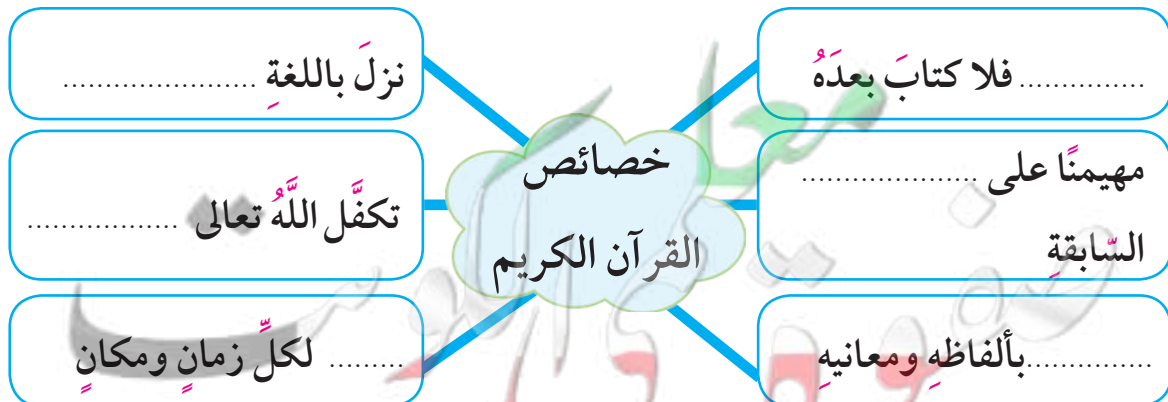 ............... فلا كتابَ بعدَهُ
نزلَ باللغةِ .......................
خصائص
القرآن الكريم
مهيمنًا على .....................
السّابقةِ
تكفَّل اللَّهُ تعالى ..................
...............بألفاظهِ ومعانيهِ
......... لكلِّ زمانٍ ومكانٍ